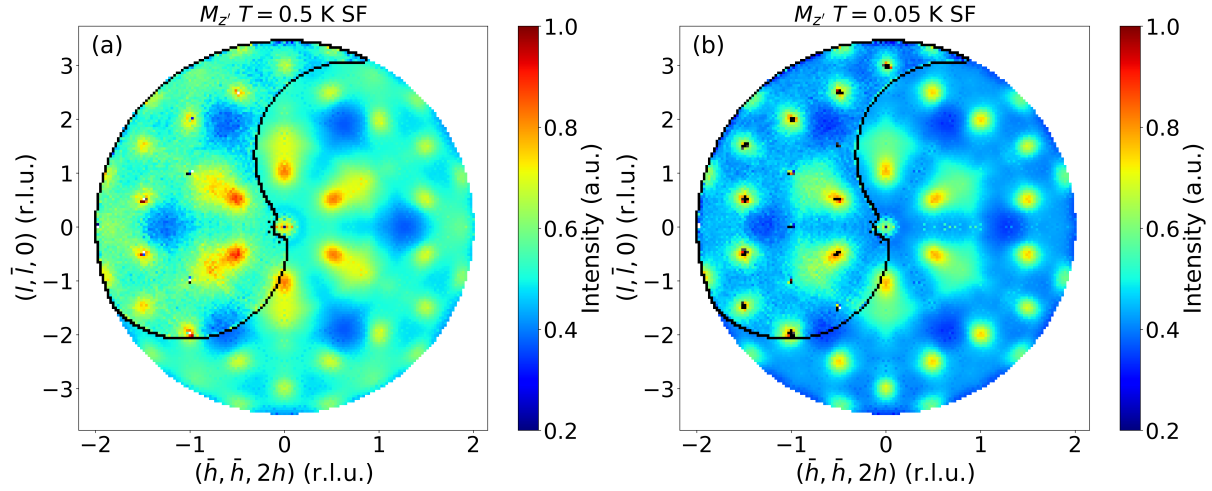 M_{z'} T = 0.5 K SF
(a)
3
2
1
0
−1
−2
−3
(l, l̄, 0) (r.l.u.)
−2 −1 0 1 2
(h̄, h̄, 2h) (r.l.u.)
1.0
0.8
0.6
0.4
0.2
Intensity (a.u.)
M_{z'} T = 0.05 K SF
(b)
3
2
1
0
−1
−2
−3
(l, l̄, 0) (r.l.u.)
−2 −1 0 1 2
(h̄, h̄, 2h) (r.l.u.)
1.0
0.8
0.6
0.4
0.2
Intensity (a.u.)